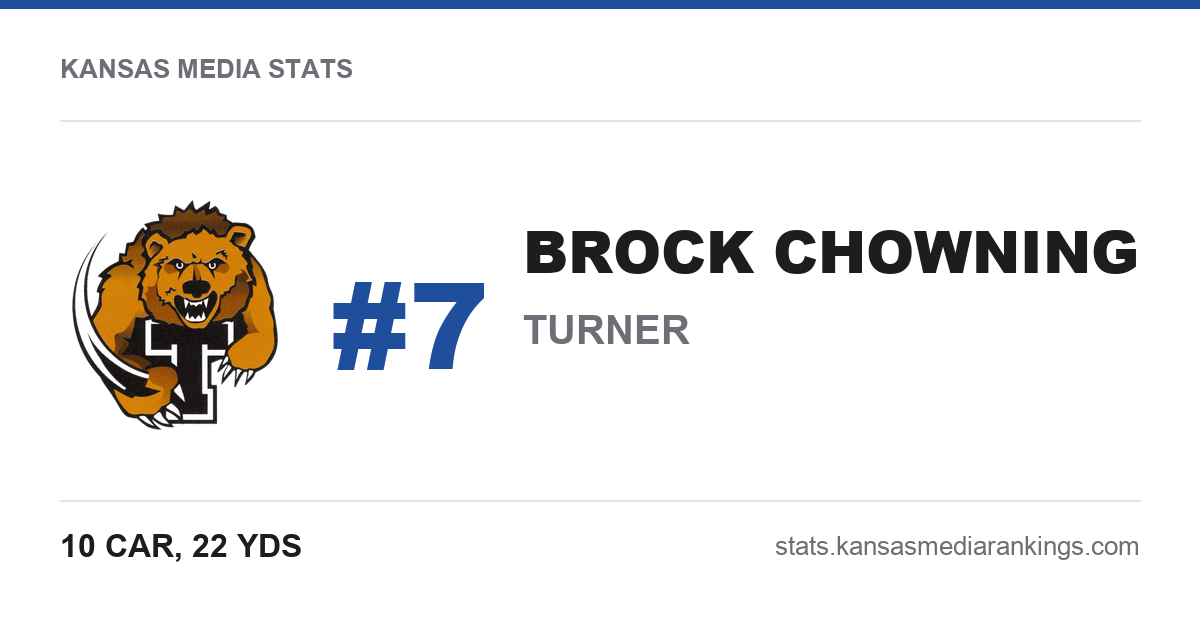 KANSAS MEDIA STATS
T
#7
BROCK CHOWNING
TURNER
10 CAR, 22 YDS
stats.kansasmediarankings.com